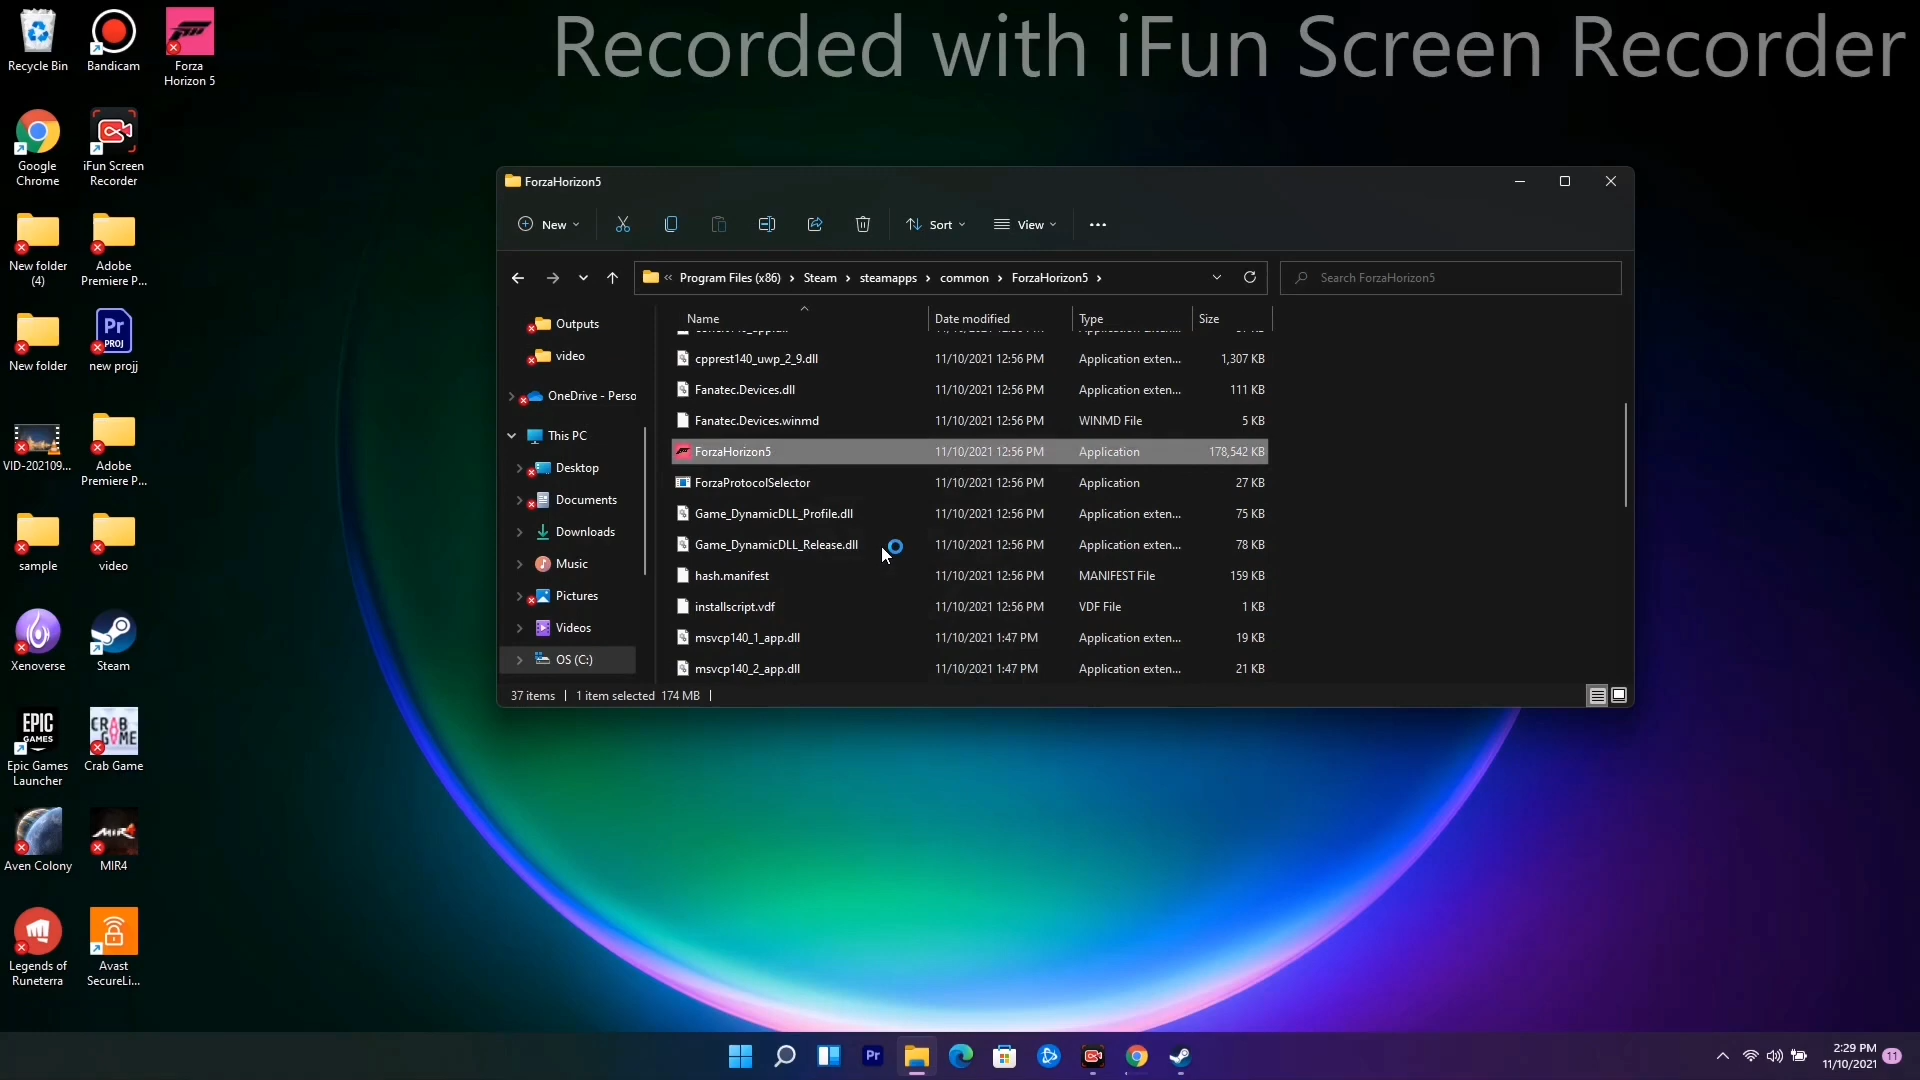 Recorded with iFun Screen Recorder
Recycle Bin
Bandicam
Forza
Horizon 5
Google
Chrome
iFun Screen
Recorder
New folder
(4)
Adobe
Premiere P...
New folder
new projj
VID-202109...
Adobe
Premiere P...
sample
video
Xenoverse
Steam
Epic Games
Launcher
Crab Game
Aven Colony
MIR4
Legends of
Runeterra
Avast
SecureLi...
EPIC
GAMES
CRAB
GAME
MIR4
Pr
PROJ
ForzaHorizon5
New
Sort
View
« Program Files (x86) > Steam > steamapps > common > ForzaHorizon5 >
Search ForzaHorizon5
Outputs
video
OneDrive - Perso
This PC
Desktop
Documents
Downloads
Music
Pictures
Videos
OS (C:)
Name Date modified Type Size
cpprest140_uwp_2_9.dll 11/10/2021 12:56 PM Application exten... 1,307 KB
Fanatec.Devices.dll 11/10/2021 12:56 PM Application exten... 111 KB
Fanatec.Devices.winmd 11/10/2021 12:56 PM WINMD File 5 KB
ForzaHorizon5 11/10/2021 12:56 PM Application 178,542 KB
ForzaProtocolSelector 11/10/2021 12:56 PM Application 27 KB
Game_DynamicDLL_Profile.dll 11/10/2021 12:56 PM Application exten... 75 KB
Game_DynamicDLL_Release.dll 11/10/2021 12:56 PM Application exten... 78 KB
hash.manifest 11/10/2021 12:56 PM MANIFEST File 159 KB
installscript.vdf 11/10/2021 12:56 PM VDF File 1 KB
msvcp140_1_app.dll 11/10/2021 1:47 PM Application exten... 19 KB
msvcp140_2_app.dll 11/10/2021 1:47 PM Application exten... 21 KB
37 items | 1 item selected 174 MB |
Pr
2:29 PM
11/10/2021
11